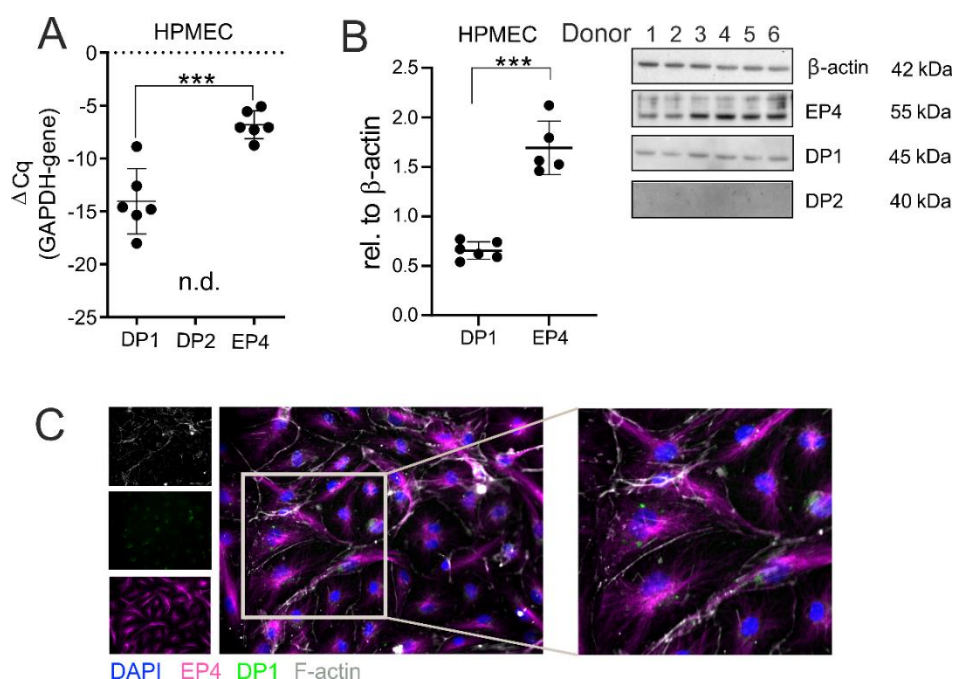 A
HPMEC
ΔCq
(GAPDH-gene)
0
-5
-10
-15
-20
-25
***
n.d.
DP1 DP2 EP4
B
HPMEC
rel. to β-actin
2.5
2.0
1.5
1.0
0.5
0.0
***
DP1 EP4
Donor 1 2 3 4 5 6
β-actin 42 kDa
EP4 55 kDa
DP1 45 kDa
DP2 40 kDa
C
DAPI EP4 DP1 F-actin